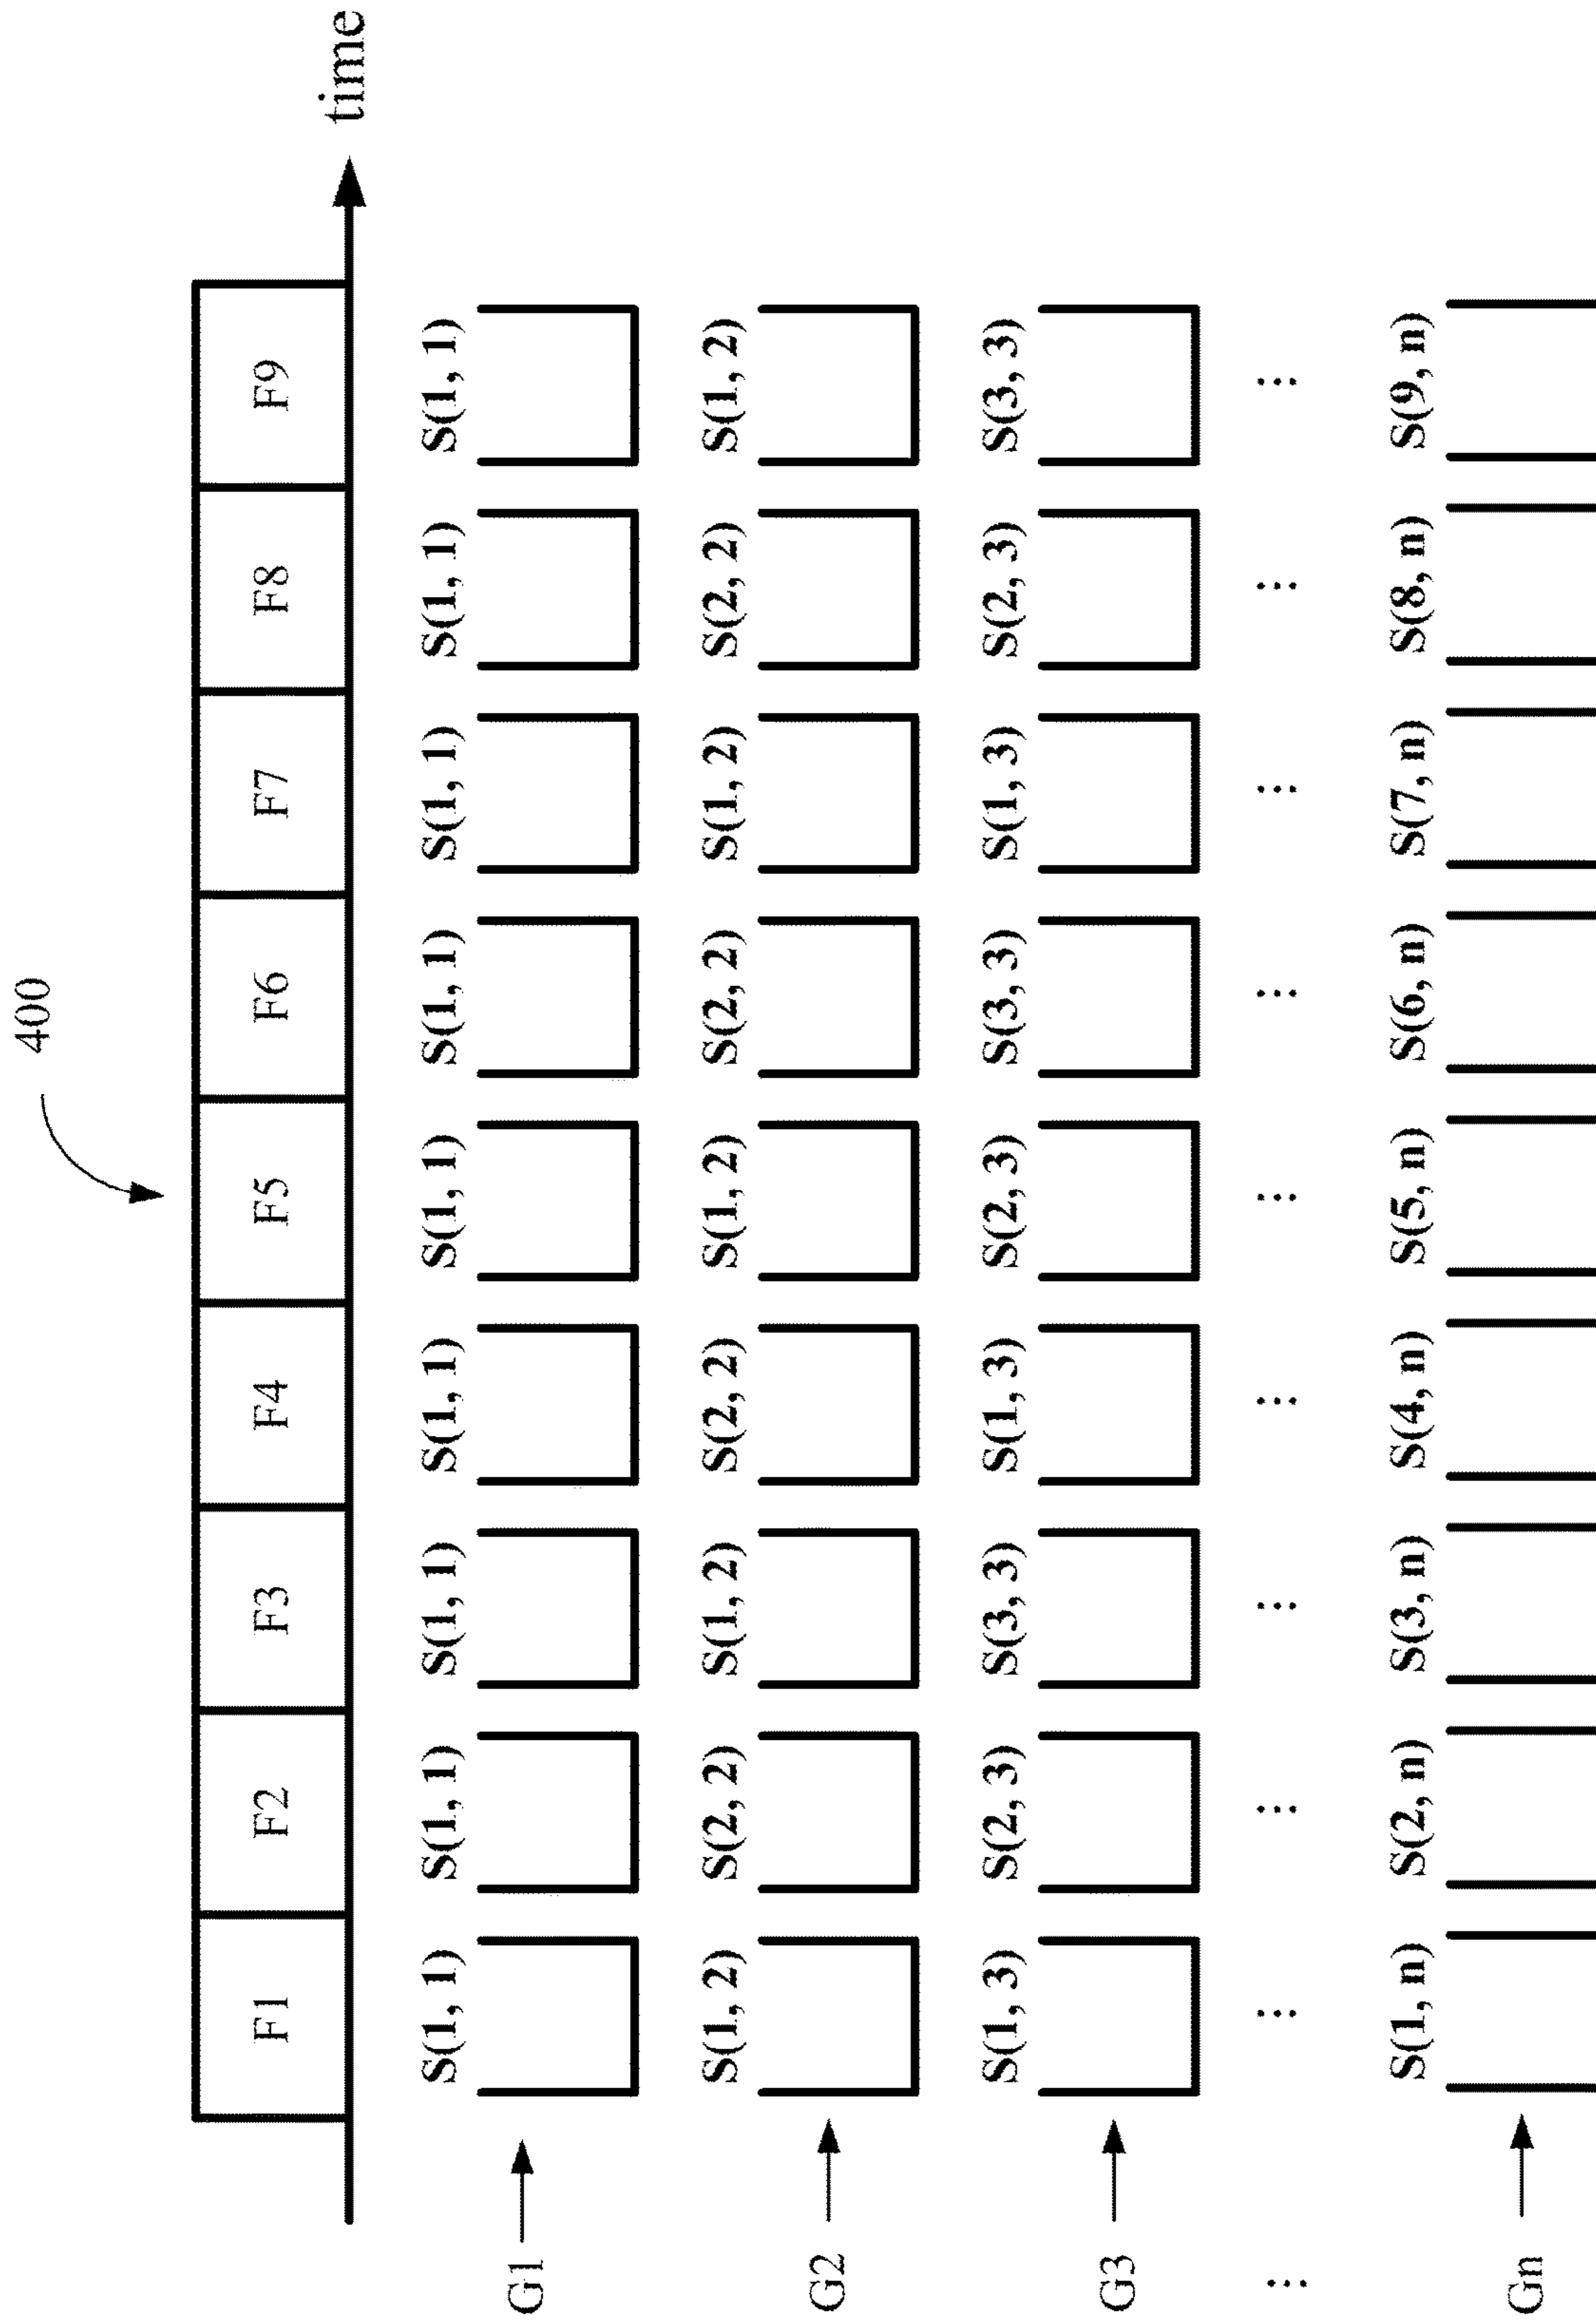 400
F1 F2 F3 F4 F5 F6 F7 F8 F9
time
G1 S(1, 1) S(1, 1) S(1, 1) S(1, 1) S(1, 1) S(1, 1) S(1, 1) S(1, 1) S(1, 1)
G2 S(1, 2) S(2, 2) S(1, 2) S(2, 2) S(1, 2) S(2, 2) S(1, 2) S(2, 2) S(1, 2)
G3 S(1, 3) S(2, 3) S(3, 3) S(1, 3) S(2, 3) S(3, 3) S(1, 3) S(2, 3) S(3, 3)
⋮ ⋮ ⋮ ⋮ ⋮ ⋮ ⋮ ⋮ ⋮ ⋮
Gn S(1, n) S(2, n) S(3, n) S(4, n) S(5, n) S(6, n) S(7, n) S(8, n) S(9, n)